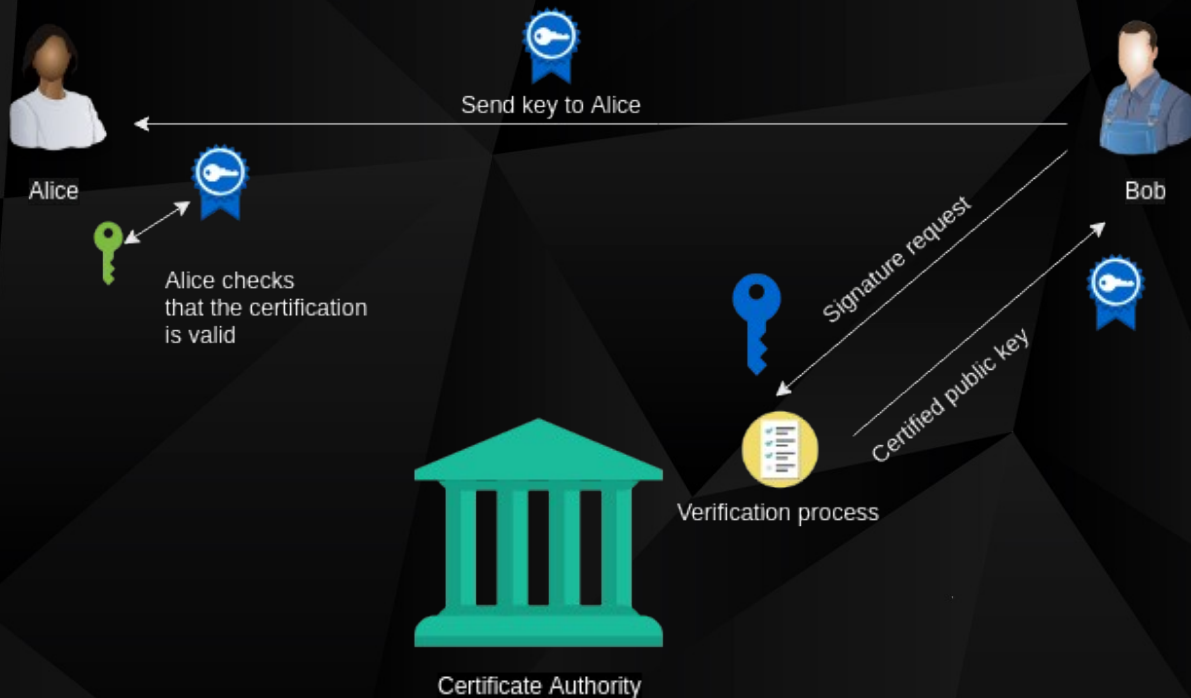 Send key to Alice
Alice
Bob
Signature request
Alice checks
that the certification
is valid
Certified public key
Verification process
Certificate Authority